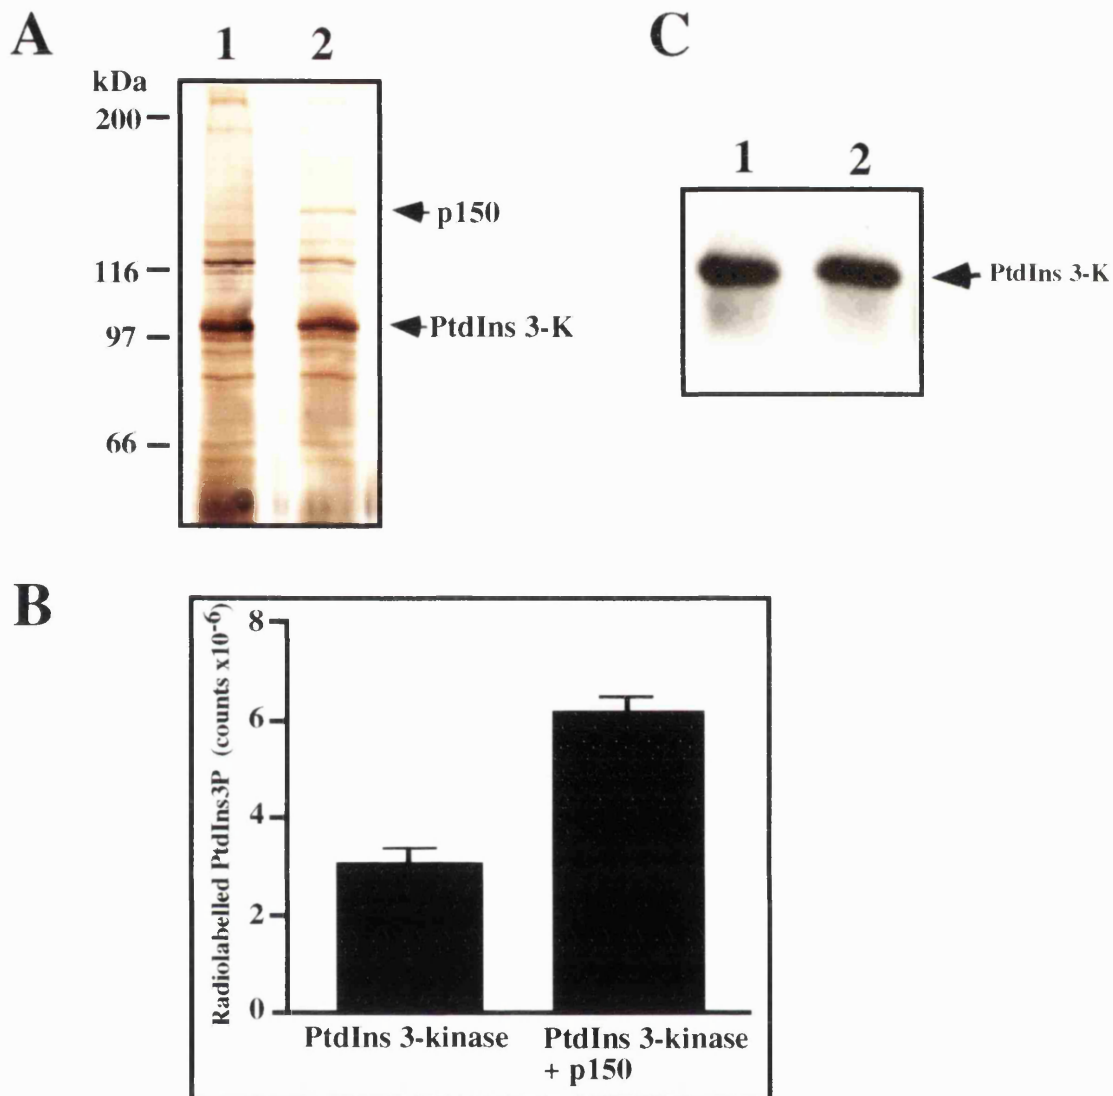 A
1 2
kDa
200
p150
116
PtdIns 3-K
97
66
C
1 2
PtdIns 3-K
B
Radiolabelled PtdIns3P (counts x10-6)
8
6
4
2
0
PtdIns 3-kinase
PtdIns 3-kinase
+ p150